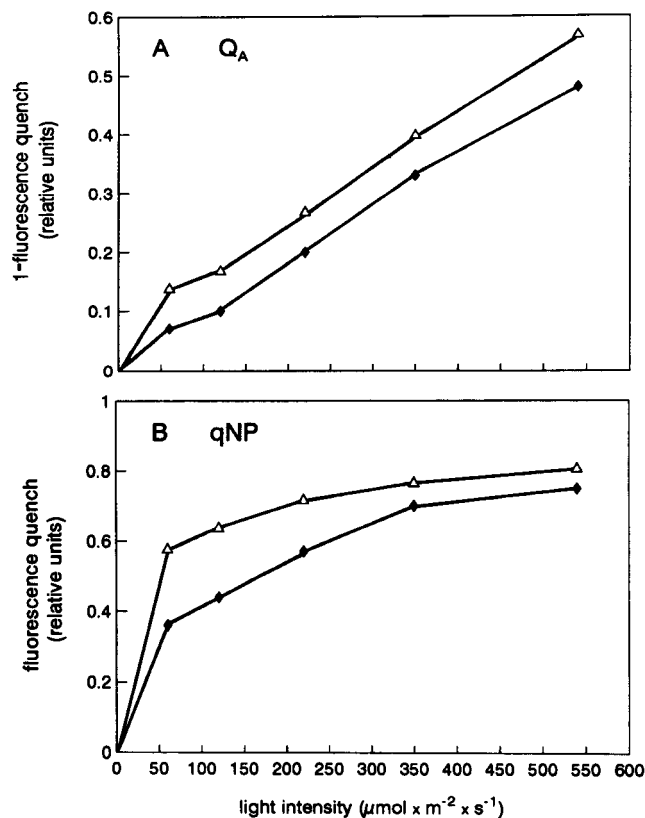 A Q_A
0.6
0.5
0.4
0.3
0.2
0.1
0
1-fluorescence quench
(relative units)
B qNP
1
0.8
0.6
0.4
0.2
0
fluorescence quench
(relative units)
0 50 100 150 200 250 300 350 400 450 500 550 600
light intensity (μmol x m⁻² x s⁻¹)